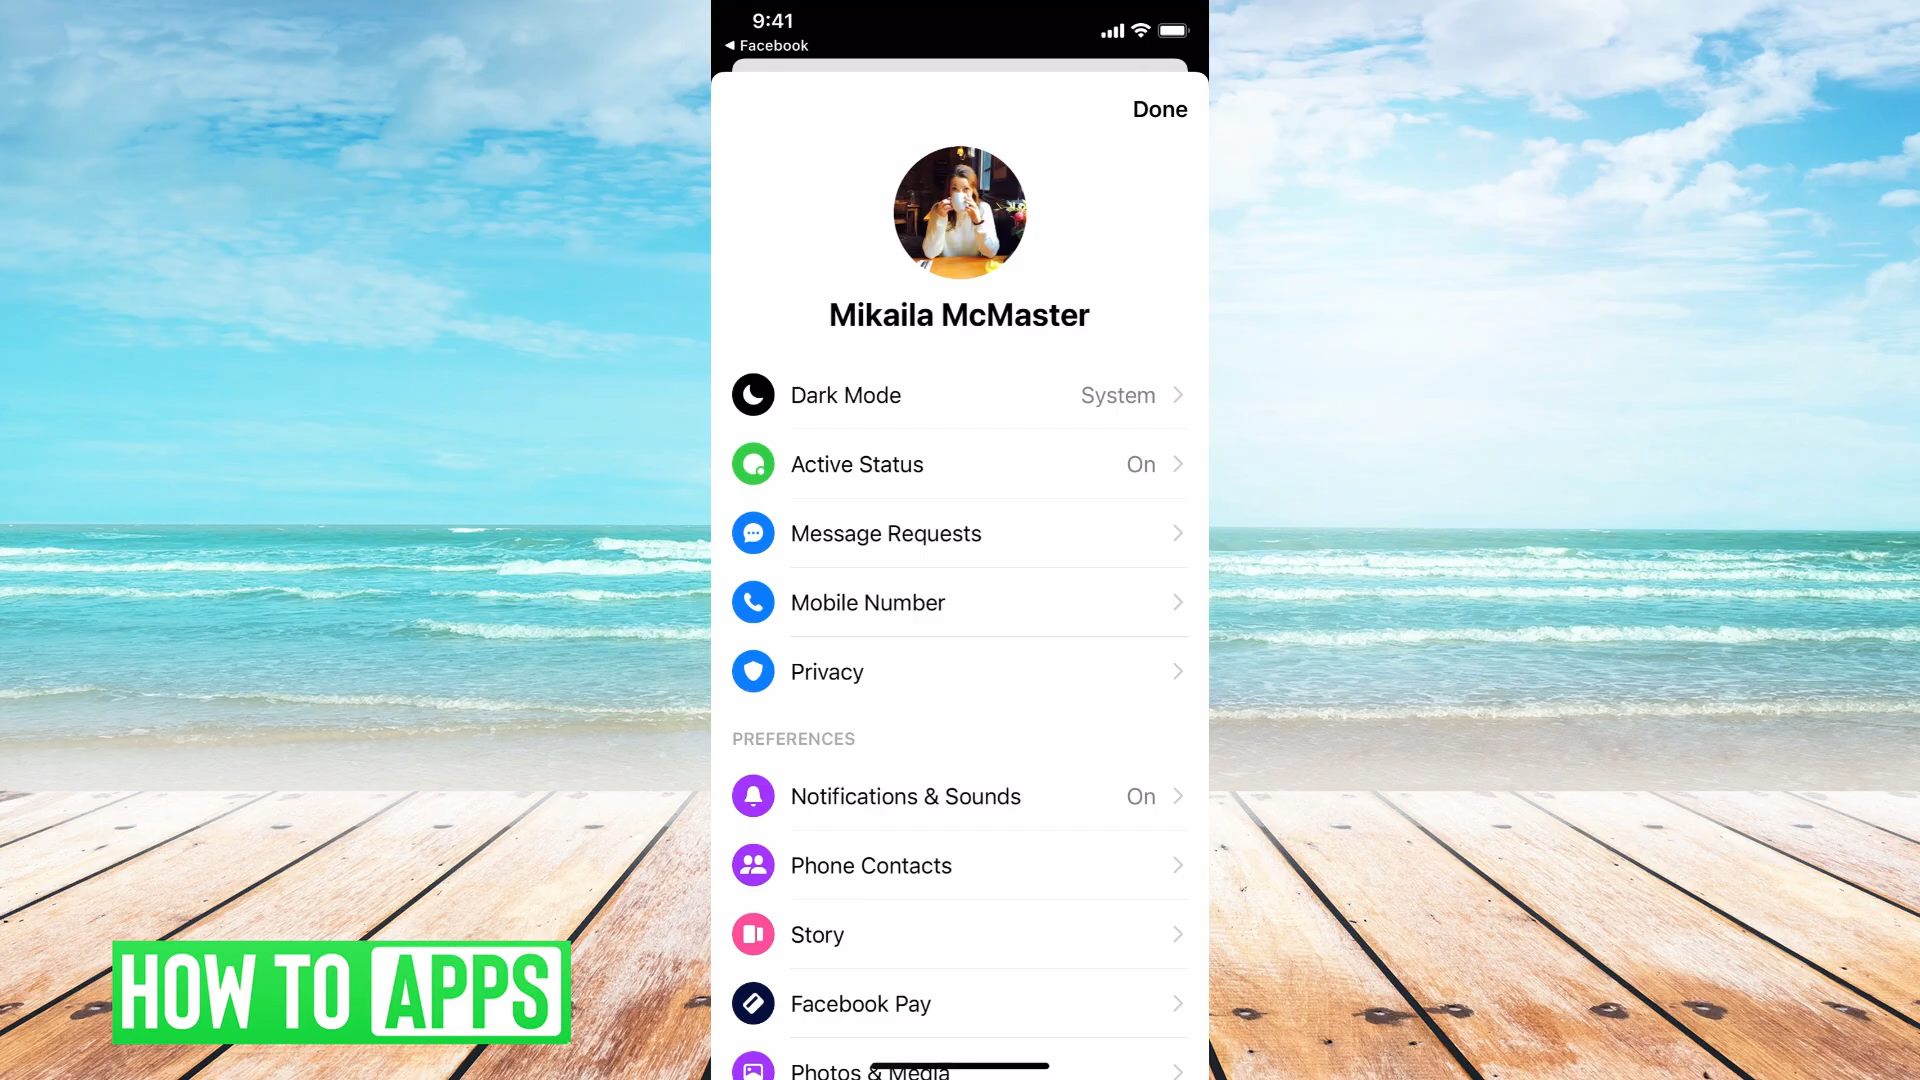 9:41
◀ Facebook
Done
Mikaila McMaster
Dark Mode System
Active Status On
Message Requests
Mobile Number
Privacy
PREFERENCES
Notifications & Sounds On
Phone Contacts
Story
Facebook Pay
Photos & Media
HOW TO APPS